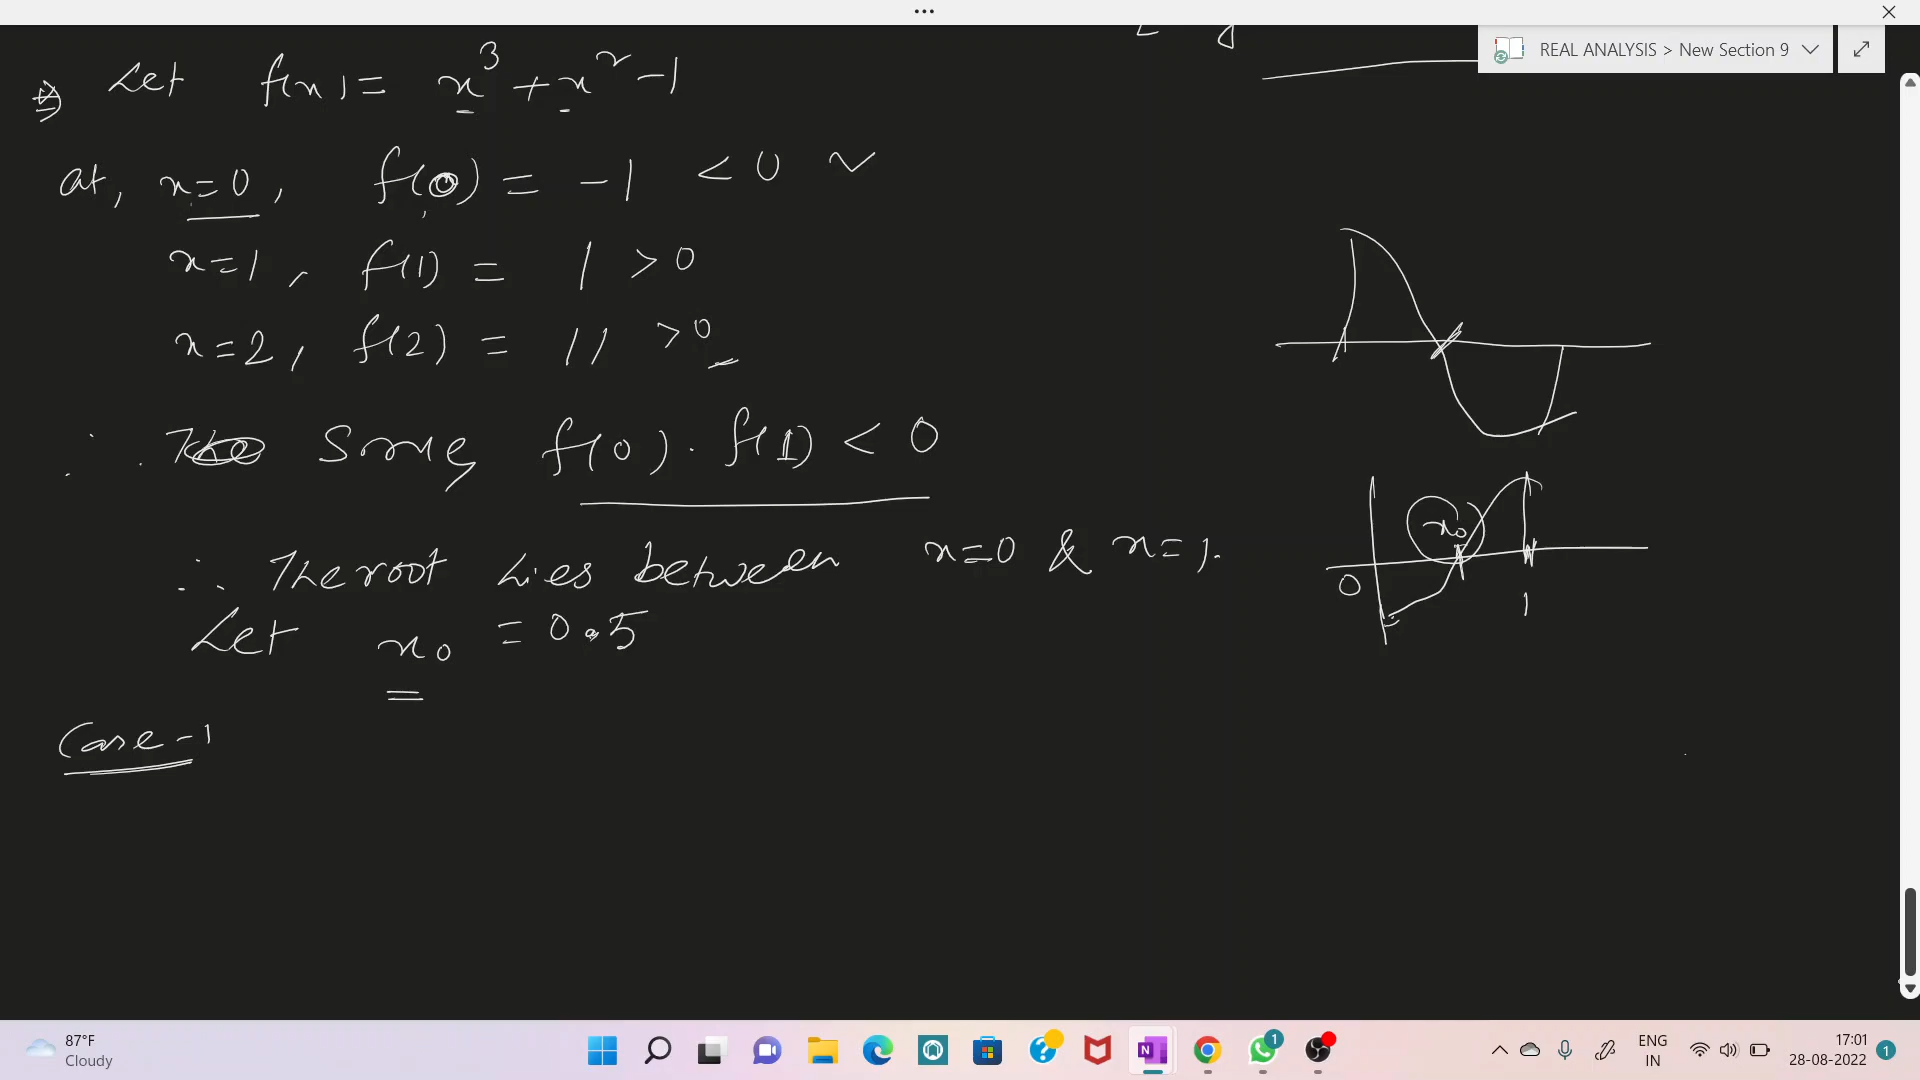 REAL ANALYSIS > New Section 9
Let f(x) = x³ + x² - 1
at, x=0, f(0) = -1 < 0
x=1, f(1) = 1 > 0
x=2, f(2) = 11 > 0
∴ f(0) . f(1) < 0
∴ The root lies between x=0 & x=1.
x₀
0
1
Let x₀ = 0.5
Case-1
87°F
Cloudy
1
ENG
IN
17:01
28-08-2022
1